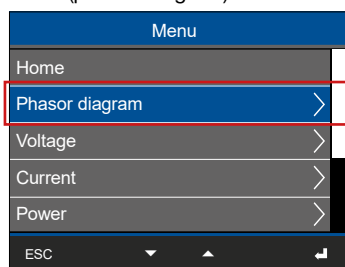 Menu
Home
Phasor diagram
Voltage
Current
Power
ESC